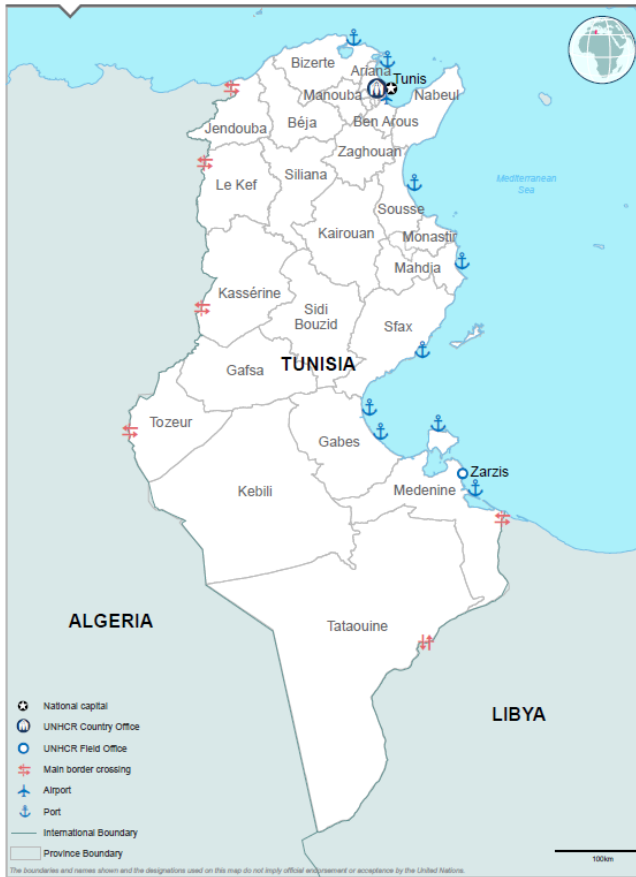 Bizerte
Ariana
Tunis
Manouba
Nabeul
Jendouba
Béja
Ben Arous
Zaghouan
Le Kef
Siliana
Mediterranean
Sea
Sousse
Kairouan
Monastir
Mahdia
Kassérine
Sidi
Bouzid
Sfax
TUNISIA
Gafsa
Tozeur
Gabes
Zarzis
Kebili
Medenine
ALGERIA
Tataouine
LIBYA
National capital
UNHCR Country Office
UNHCR Field Office
Main border crossing
Airport
Port
International Boundary
Province Boundary
100km
The boundaries and names shown and the designations used on this map do not imply official endorsement or acceptance by the United Nations.